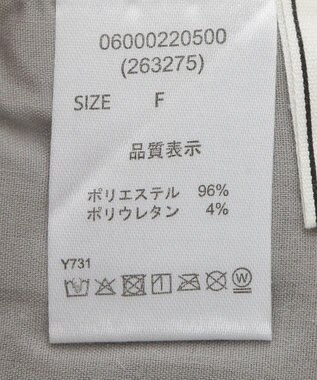 06000220500
(263275)
SIZE F
品質表示
ポリエステル 96%
ポリウレタン 4%
Y731